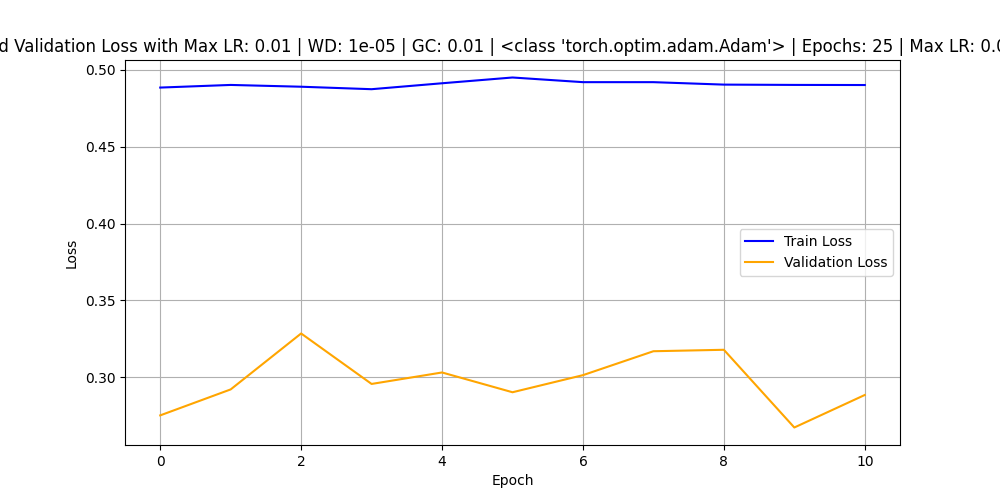 d Validation Loss with Max LR: 0.01 | WD: 1e-05 | GC: 0.01 | <class 'torch.optim.adam.Adam'> | Epochs: 25 | Max LR: 0.0
0.50
0.45
0.40
0.35
0.30
Loss
Train Loss
Validation Loss
0 2 4 6 8 10
Epoch